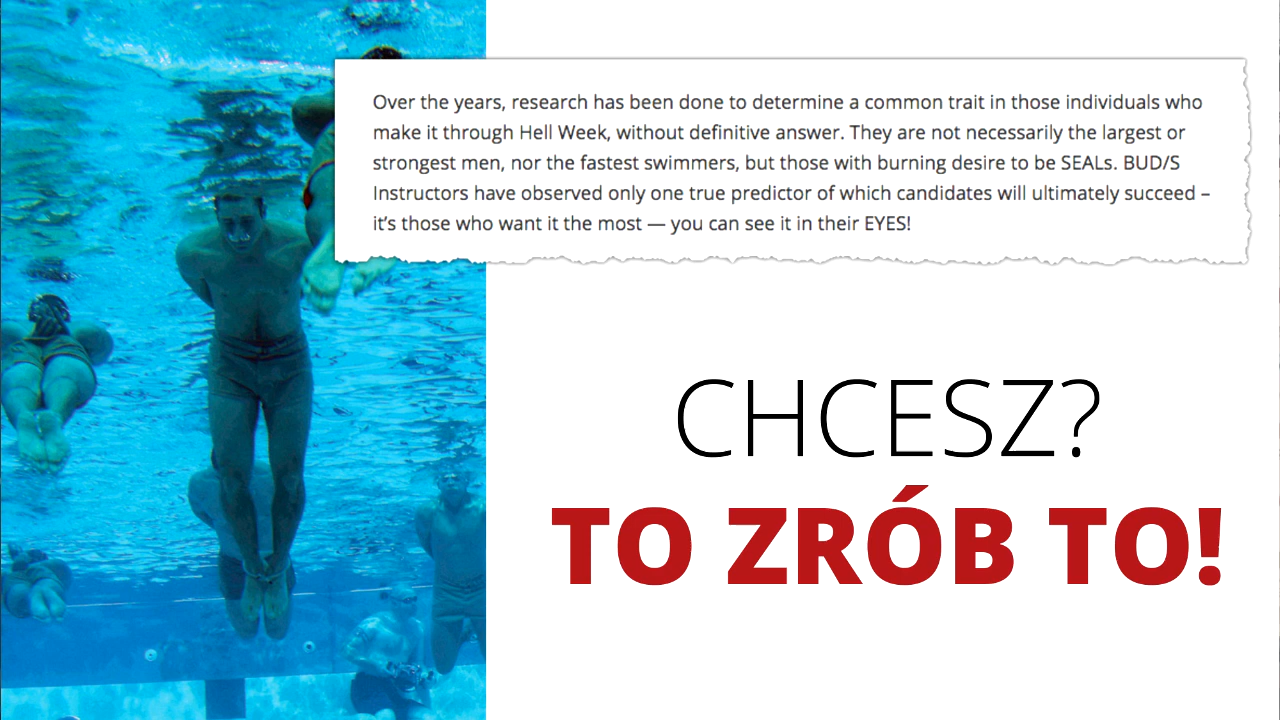 Over the years, research has been done to determine a common trait in those individuals who
make it through Hell Week, without definitive answer. They are not necessarily the largest or
strongest men, nor the fastest swimmers, but those with burning desire to be SEALs. BUD/S
Instructors have observed only one true predictor of which candidates will ultimately succeed –
it’s those who want it the most — you can see it in their EYES!
CHCESZ?
TO ZRÓB TO!